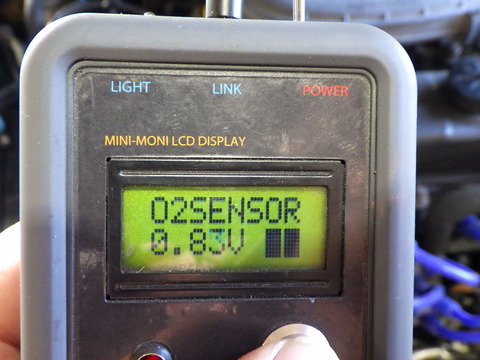 LIGHT LINK POWER
MINI-MONI LCD DISPLAY
O2SENSOR
0.83V